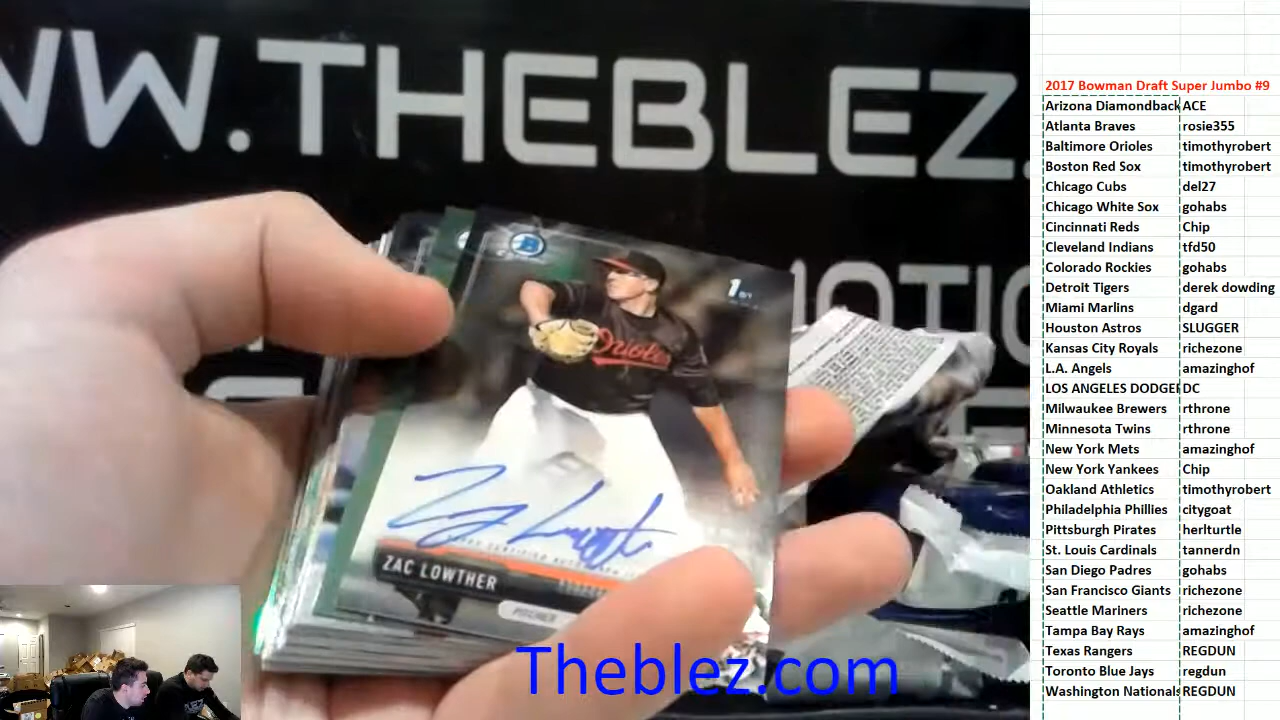 WWW.THEBLEZ.
1ST
Orioles
ZAC LOWTHER
PITCHER
Theblez.com
2017 Bowman Draft Super Jumbo #9
Arizona Diamondback ACE
Atlanta Braves rosie355
Baltimore Orioles timothyrobert
Boston Red Sox timothyrobert
Chicago Cubs del27
Chicago White Sox gohabs
Cincinnati Reds Chip
Cleveland Indians tfd50
Colorado Rockies gohabs
Detroit Tigers derek dowding
Miami Marlins dgard
Houston Astros SLUGGER
Kansas City Royals richezone
L.A. Angels amazinghof
LOS ANGELES DODGE DC
Milwaukee Brewers rthrone
Minnesota Twins rthrone
New York Mets amazinghof
New York Yankees Chip
Oakland Athletics timothyrobert
Philadelphia Phillies citygoat
Pittsburgh Pirates herlturtle
St. Louis Cardinals tannerdn
San Diego Padres gohabs
San Francisco Giants richezone
Seattle Mariners richezone
Tampa Bay Rays amazinghof
Texas Rangers REGDUN
Toronto Blue Jays regdun
Washington Nationals REGDUN